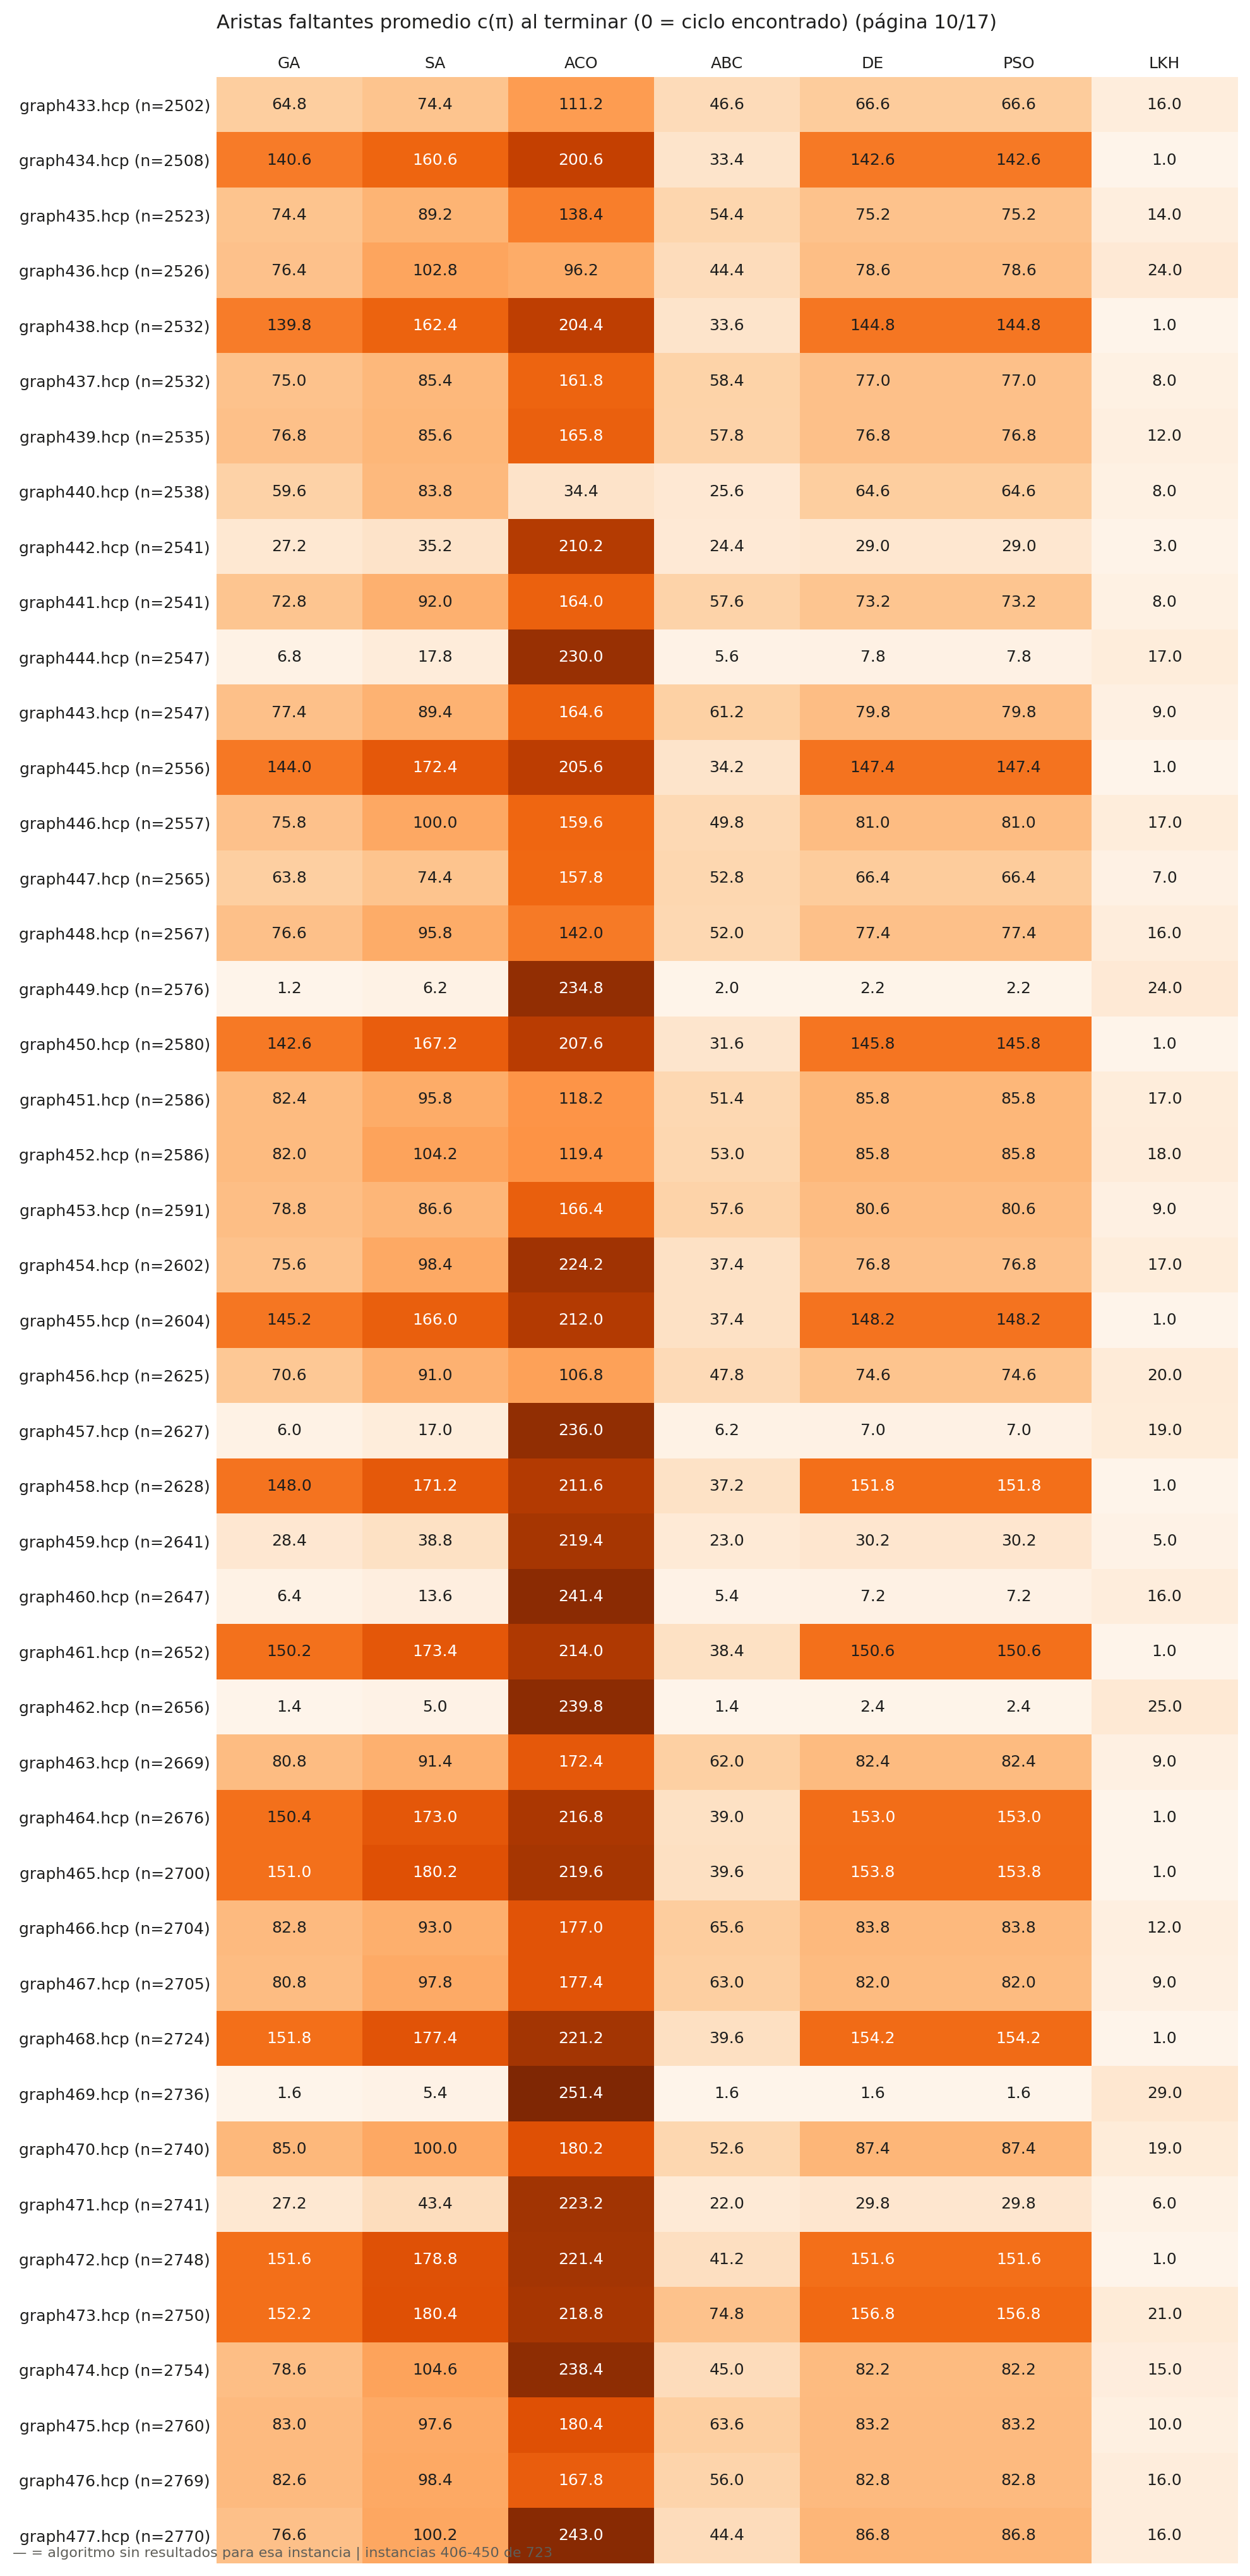 Aristas faltantes promedio c(π) al terminar (0 = ciclo encontrado) (página 10/17)
GA SA ACO ABC DE PSO LKH
graph433.hcp (n=2502) 64.8 74.4 111.2 46.6 66.6 66.6 16.0
graph434.hcp (n=2508) 140.6 160.6 200.6 33.4 142.6 142.6 1.0
graph435.hcp (n=2523) 74.4 89.2 138.4 54.4 75.2 75.2 14.0
graph436.hcp (n=2526) 76.4 102.8 96.2 44.4 78.6 78.6 24.0
graph438.hcp (n=2532) 139.8 162.4 204.4 33.6 144.8 144.8 1.0
graph437.hcp (n=2532) 75.0 85.4 161.8 58.4 77.0 77.0 8.0
graph439.hcp (n=2535) 76.8 85.6 165.8 57.8 76.8 76.8 12.0
graph440.hcp (n=2538) 59.6 83.8 34.4 25.6 64.6 64.6 8.0
graph442.hcp (n=2541) 27.2 35.2 210.2 24.4 29.0 29.0 3.0
graph441.hcp (n=2541) 72.8 92.0 164.0 57.6 73.2 73.2 8.0
graph444.hcp (n=2547) 6.8 17.8 230.0 5.6 7.8 7.8 17.0
graph443.hcp (n=2547) 77.4 89.4 164.6 61.2 79.8 79.8 9.0
graph445.hcp (n=2556) 144.0 172.4 205.6 34.2 147.4 147.4 1.0
graph446.hcp (n=2557) 75.8 100.0 159.6 49.8 81.0 81.0 17.0
graph447.hcp (n=2565) 63.8 74.4 157.8 52.8 66.4 66.4 7.0
graph448.hcp (n=2567) 76.6 95.8 142.0 52.0 77.4 77.4 16.0
graph449.hcp (n=2576) 1.2 6.2 234.8 2.0 2.2 2.2 24.0
graph450.hcp (n=2580) 142.6 167.2 207.6 31.6 145.8 145.8 1.0
graph451.hcp (n=2586) 82.4 95.8 118.2 51.4 85.8 85.8 17.0
graph452.hcp (n=2586) 82.0 104.2 119.4 53.0 85.8 85.8 18.0
graph453.hcp (n=2591) 78.8 86.6 166.4 57.6 80.6 80.6 9.0
graph454.hcp (n=2602) 75.6 98.4 224.2 37.4 76.8 76.8 17.0
graph455.hcp (n=2604) 145.2 166.0 212.0 37.4 148.2 148.2 1.0
graph456.hcp (n=2625) 70.6 91.0 106.8 47.8 74.6 74.6 20.0
graph457.hcp (n=2627) 6.0 17.0 236.0 6.2 7.0 7.0 19.0
graph458.hcp (n=2628) 148.0 171.2 211.6 37.2 151.8 151.8 1.0
graph459.hcp (n=2641) 28.4 38.8 219.4 23.0 30.2 30.2 5.0
graph460.hcp (n=2647) 6.4 13.6 241.4 5.4 7.2 7.2 16.0
graph461.hcp (n=2652) 150.2 173.4 214.0 38.4 150.6 150.6 1.0
graph462.hcp (n=2656) 1.4 5.0 239.8 1.4 2.4 2.4 25.0
graph463.hcp (n=2669) 80.8 91.4 172.4 62.0 82.4 82.4 9.0
graph464.hcp (n=2676) 150.4 173.0 216.8 39.0 153.0 153.0 1.0
graph465.hcp (n=2700) 151.0 180.2 219.6 39.6 153.8 153.8 1.0
graph466.hcp (n=2704) 82.8 93.0 177.0 65.6 83.8 83.8 12.0
graph467.hcp (n=2705) 80.8 97.8 177.4 63.0 82.0 82.0 9.0
graph468.hcp (n=2724) 151.8 177.4 221.2 39.6 154.2 154.2 1.0
graph469.hcp (n=2736) 1.6 5.4 251.4 1.6 1.6 1.6 29.0
graph470.hcp (n=2740) 85.0 100.0 180.2 52.6 87.4 87.4 19.0
graph471.hcp (n=2741) 27.2 43.4 223.2 22.0 29.8 29.8 6.0
graph472.hcp (n=2748) 151.6 178.8 221.4 41.2 151.6 151.6 1.0
graph473.hcp (n=2750) 152.2 180.4 218.8 74.8 156.8 156.8 21.0
graph474.hcp (n=2754) 78.6 104.6 238.4 45.0 82.2 82.2 15.0
graph475.hcp (n=2760) 83.0 97.6 180.4 63.6 83.2 83.2 10.0
graph476.hcp (n=2769) 82.6 98.4 167.8 56.0 82.8 82.8 16.0
graph477.hcp (n=2770) 76.6 100.2 243.0 44.4 86.8 86.8 16.0
— = algoritmo sin resultados para esa instancia | instancias 406-450 de 723